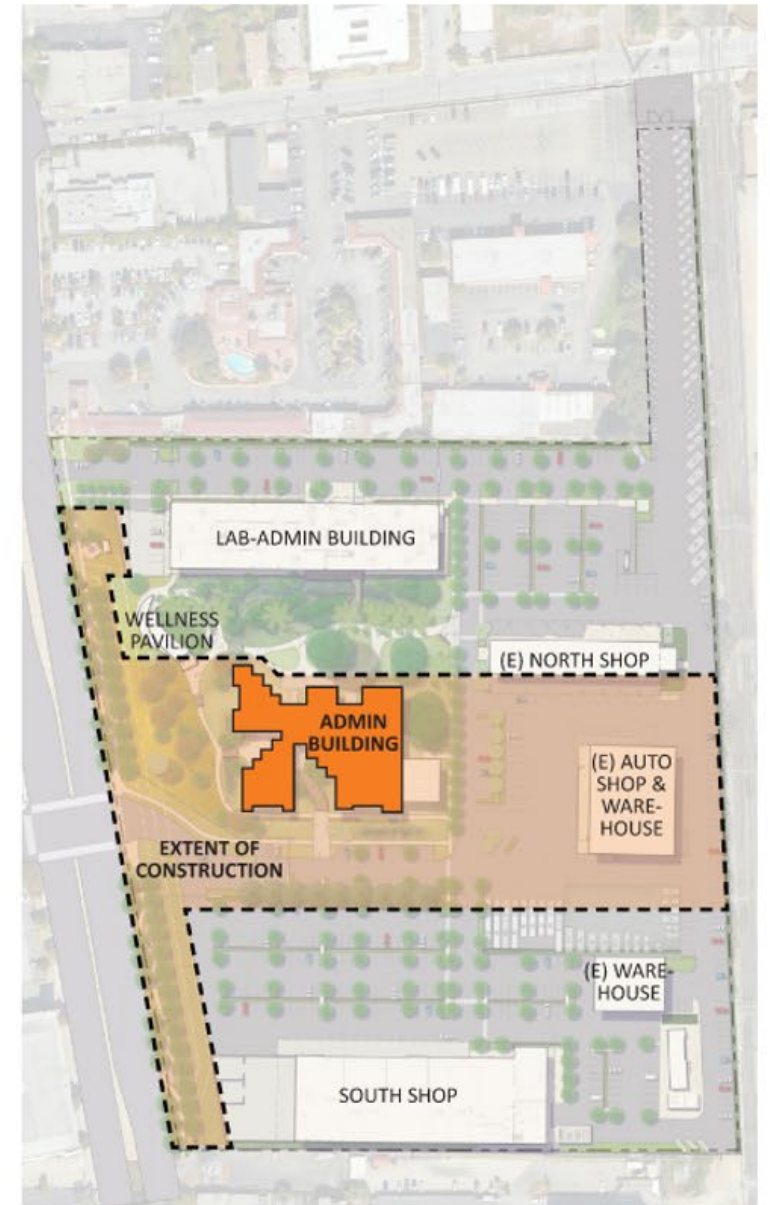 LAB-ADMIN BUILDING
WELLNESS
PAVILION
(E) NORTH SHOP
ADMIN
BUILDING
(E) AUTO
SHOP &
WARE-
HOUSE
EXTENT OF
CONSTRUCTION
(E) WARE-
HOUSE
SOUTH SHOP